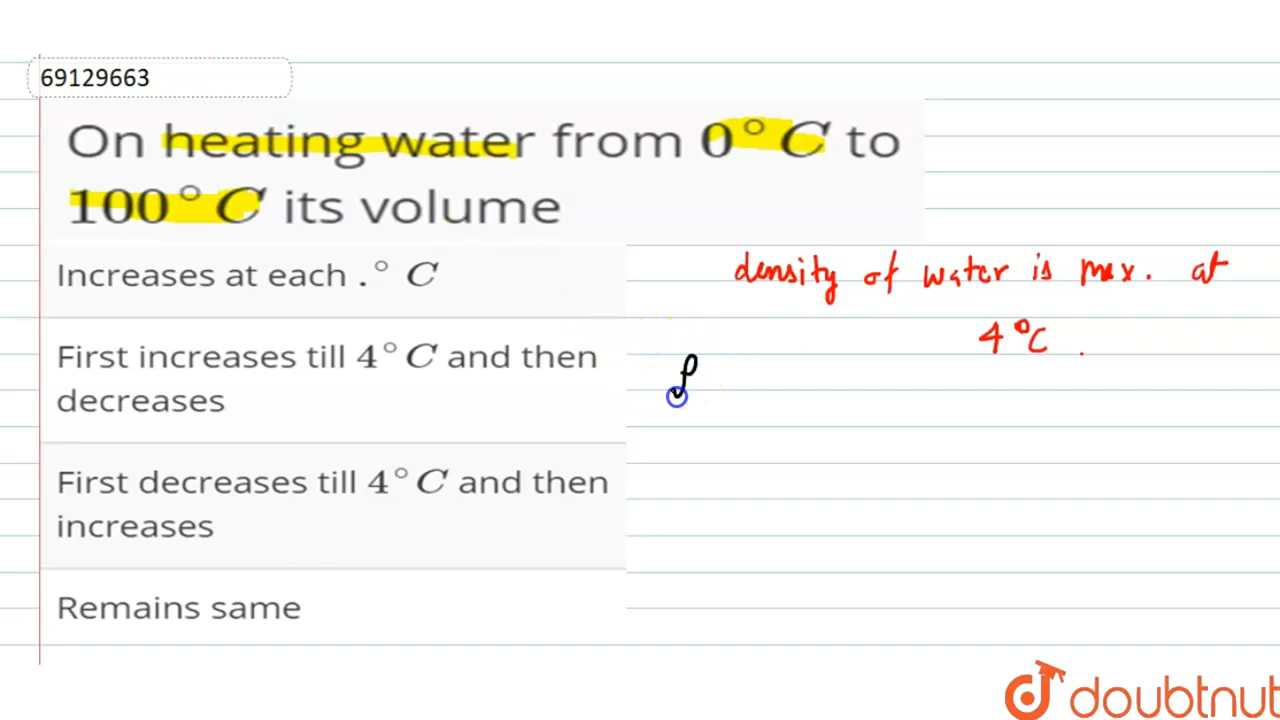 69129663
On heating water from 0°C to
100°C its volume
Increases at each .° C
First increases till 4° C and then
decreases
First decreases till 4° C and then
increases
Remains same
density of water is max. at
4°C.
ρ
doubtnut